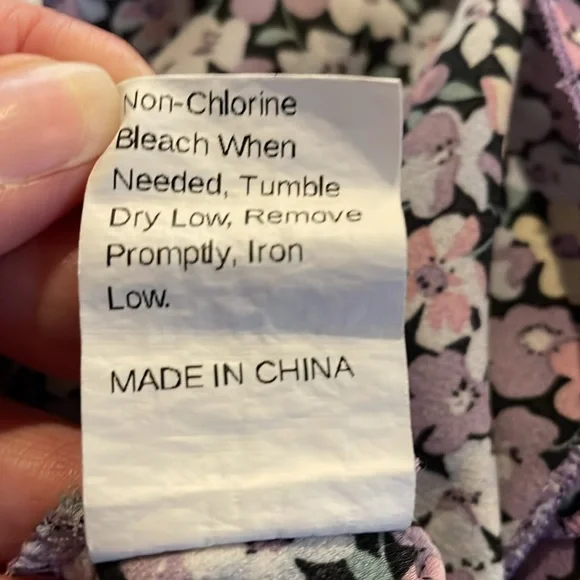 Non-Chlorine
Bleach When
Needed, Tumble
Dry Low, Remove
Promptly, Iron
Low.
MADE IN CHINA